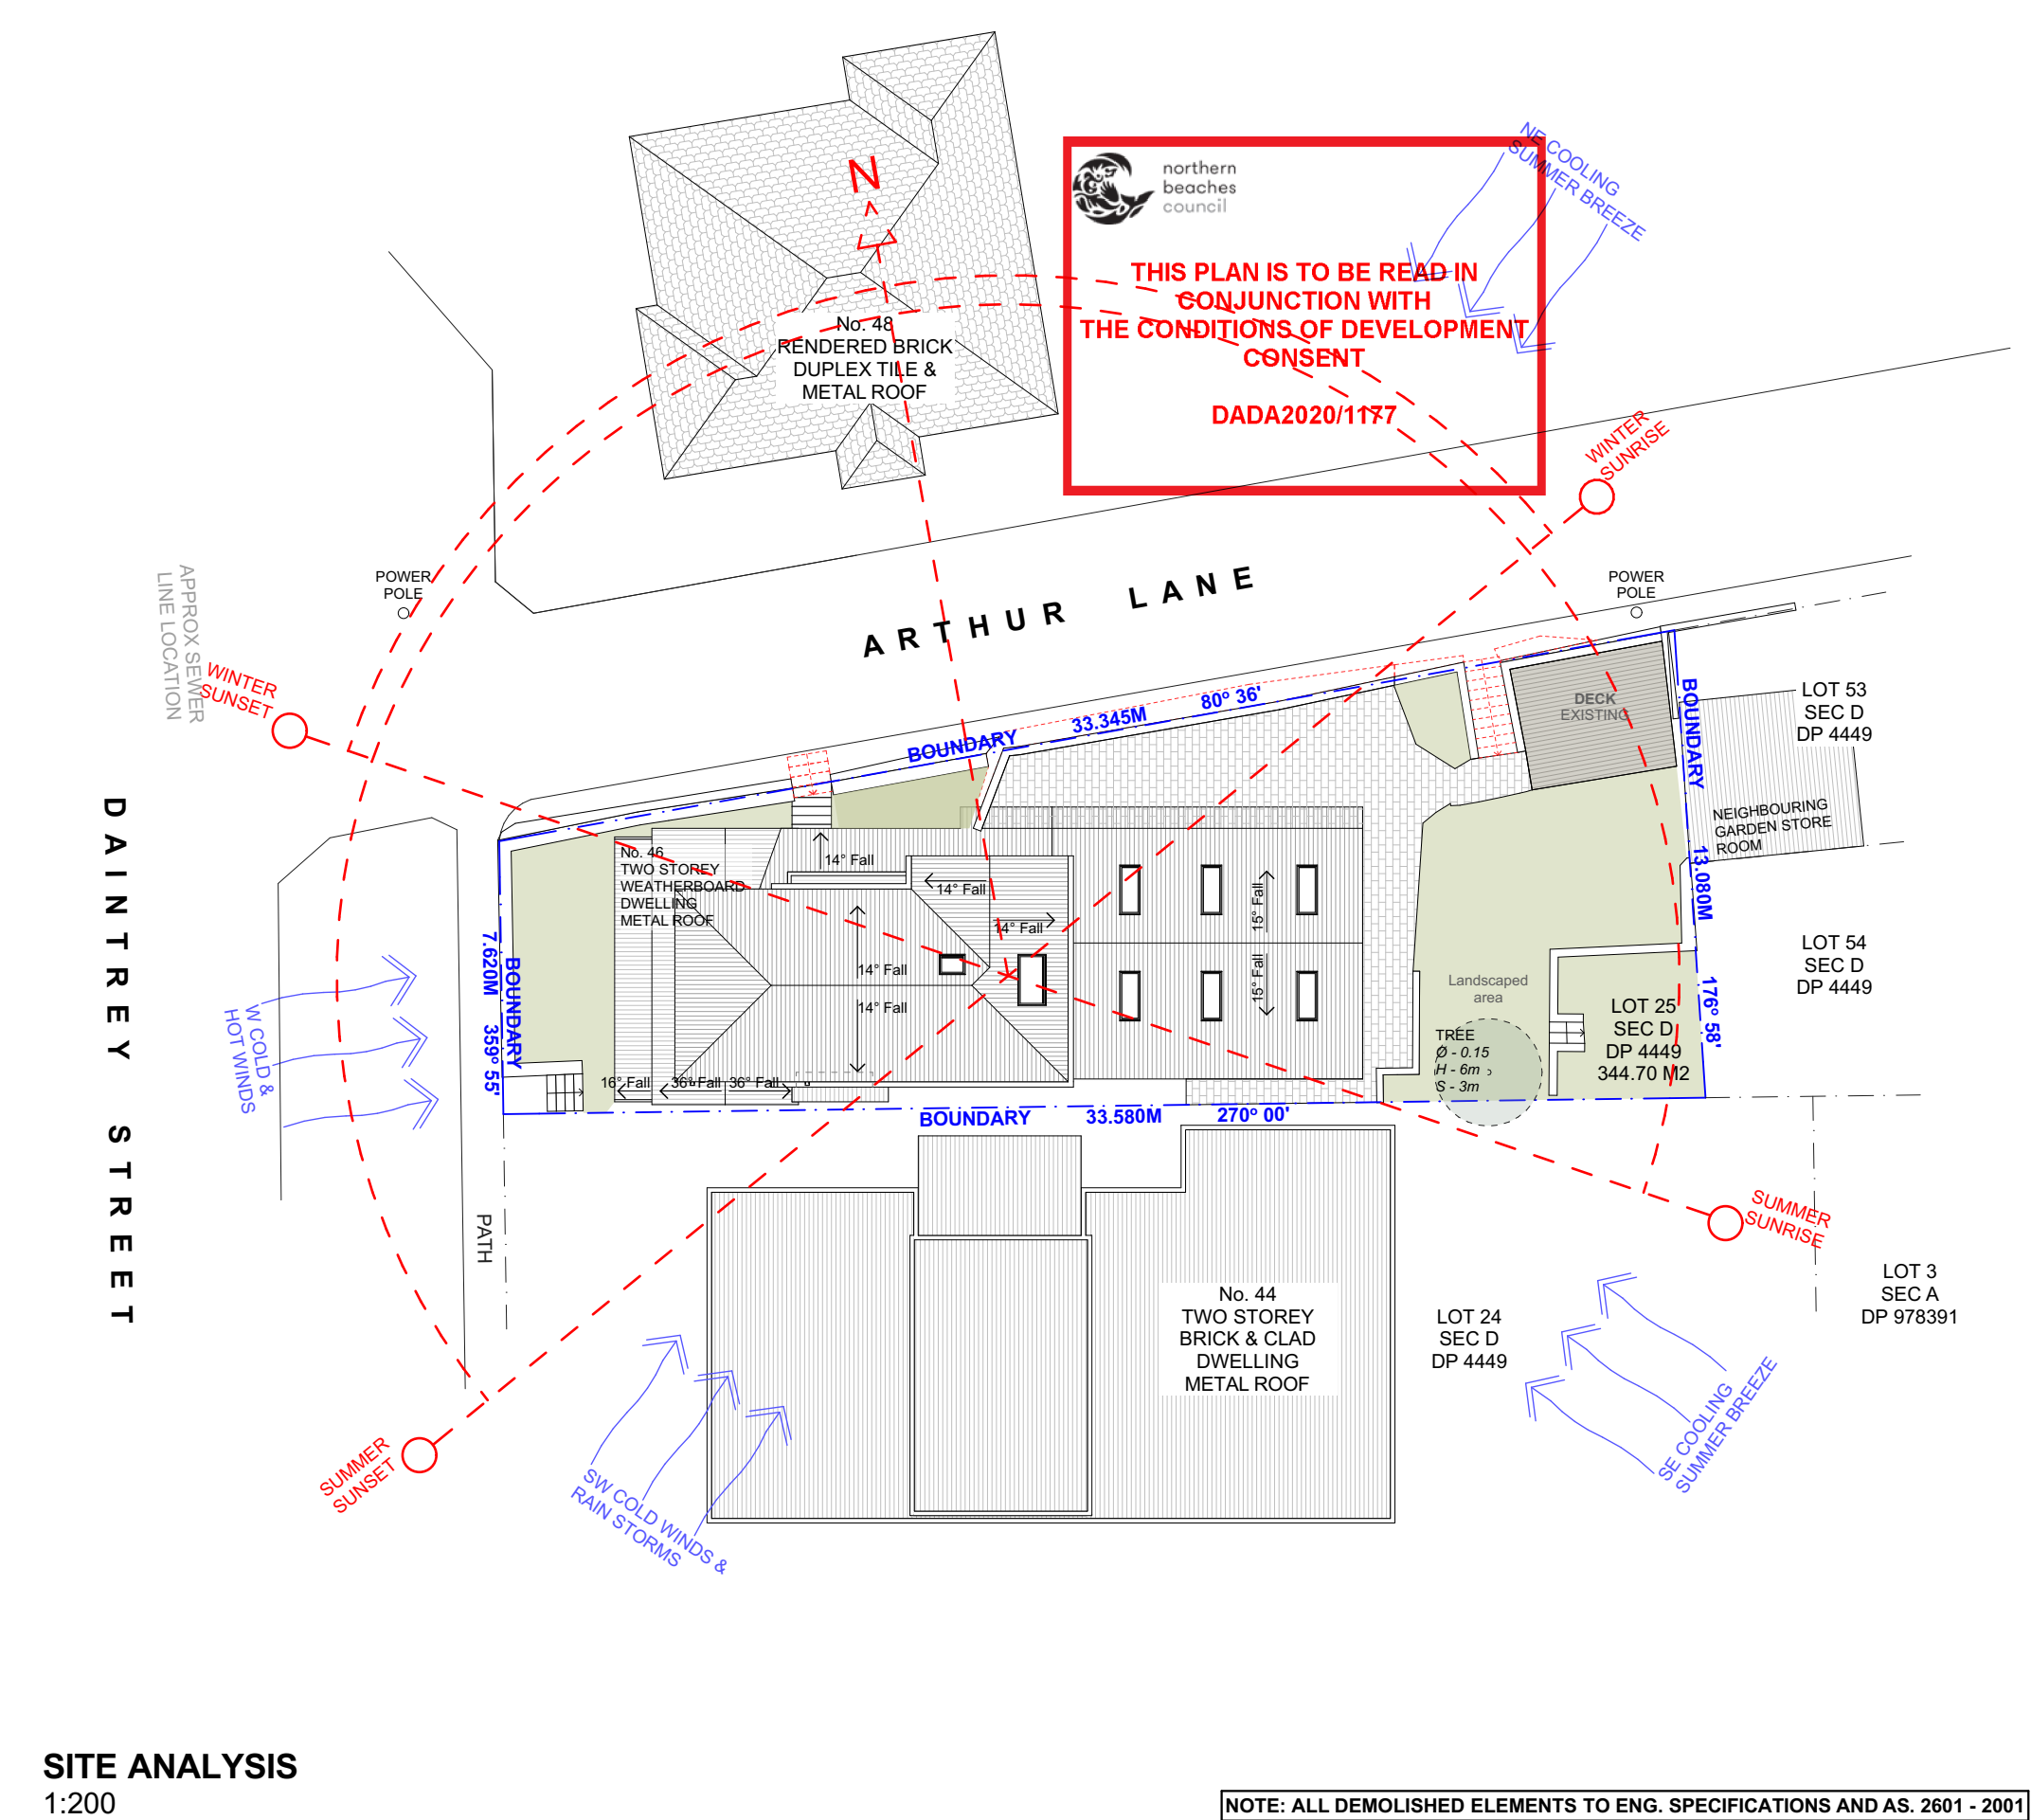 N
northern
beaches
council
NE COOLING
SUMMER BREEZE
THIS PLAN IS TO BE READ IN
CONJUNCTION WITH
THE CONDITIONS OF DEVELOPMENT
CONSENT
DADA2020/1177
No. 48
RENDERED BRICK
DUPLEX TILE &
METAL ROOF
WINTER
SUNRISE
POWER
POLE
POWER
POLE
ARTHUR LANE
APPROX SEWER
LINE LOCATION
WINTER
SUNSET
BOUNDARY 33.345M 80° 36'
DECK
EXISTING
BOUNDARY
13.080M
176° 58'
LOT 53
SEC D
DP 4449
NEIGHBOURING
GARDEN STORE
ROOM
DAINTREY STREET
No. 46
TWO STOREY
WEATHERBOARD
DWELLING
METAL ROOF
14° Fall
14° Fall
14° Fall
14° Fall
14° Fall
15° Fall
15° Fall
16° Fall
36° Fall
36° Fall
7.620M 359° 55'
BOUNDARY
W COLD &
HOT WINDS
LOT 54
SEC D
DP 4449
Landscaped
area
TREE
Ø - 0.15
H - 6m
S - 3m
LOT 25
SEC D
DP 4449
344.70 M2
BOUNDARY 33.580M 270° 00'
PATH
SUMMER
SUNRISE
No. 44
TWO STOREY
BRICK & CLAD
DWELLING
METAL ROOF
LOT 24
SEC D
DP 4449
LOT 3
SEC A
DP 978391
SUMMER
SUNSET
SW COLD WINDS &
RAIN STORMS
SE COOLING
SUMMER BREEZE
SITE ANALYSIS
1:200
NOTE: ALL DEMOLISHED ELEMENTS TO ENG. SPECIFICATIONS AND AS. 2601 - 2001